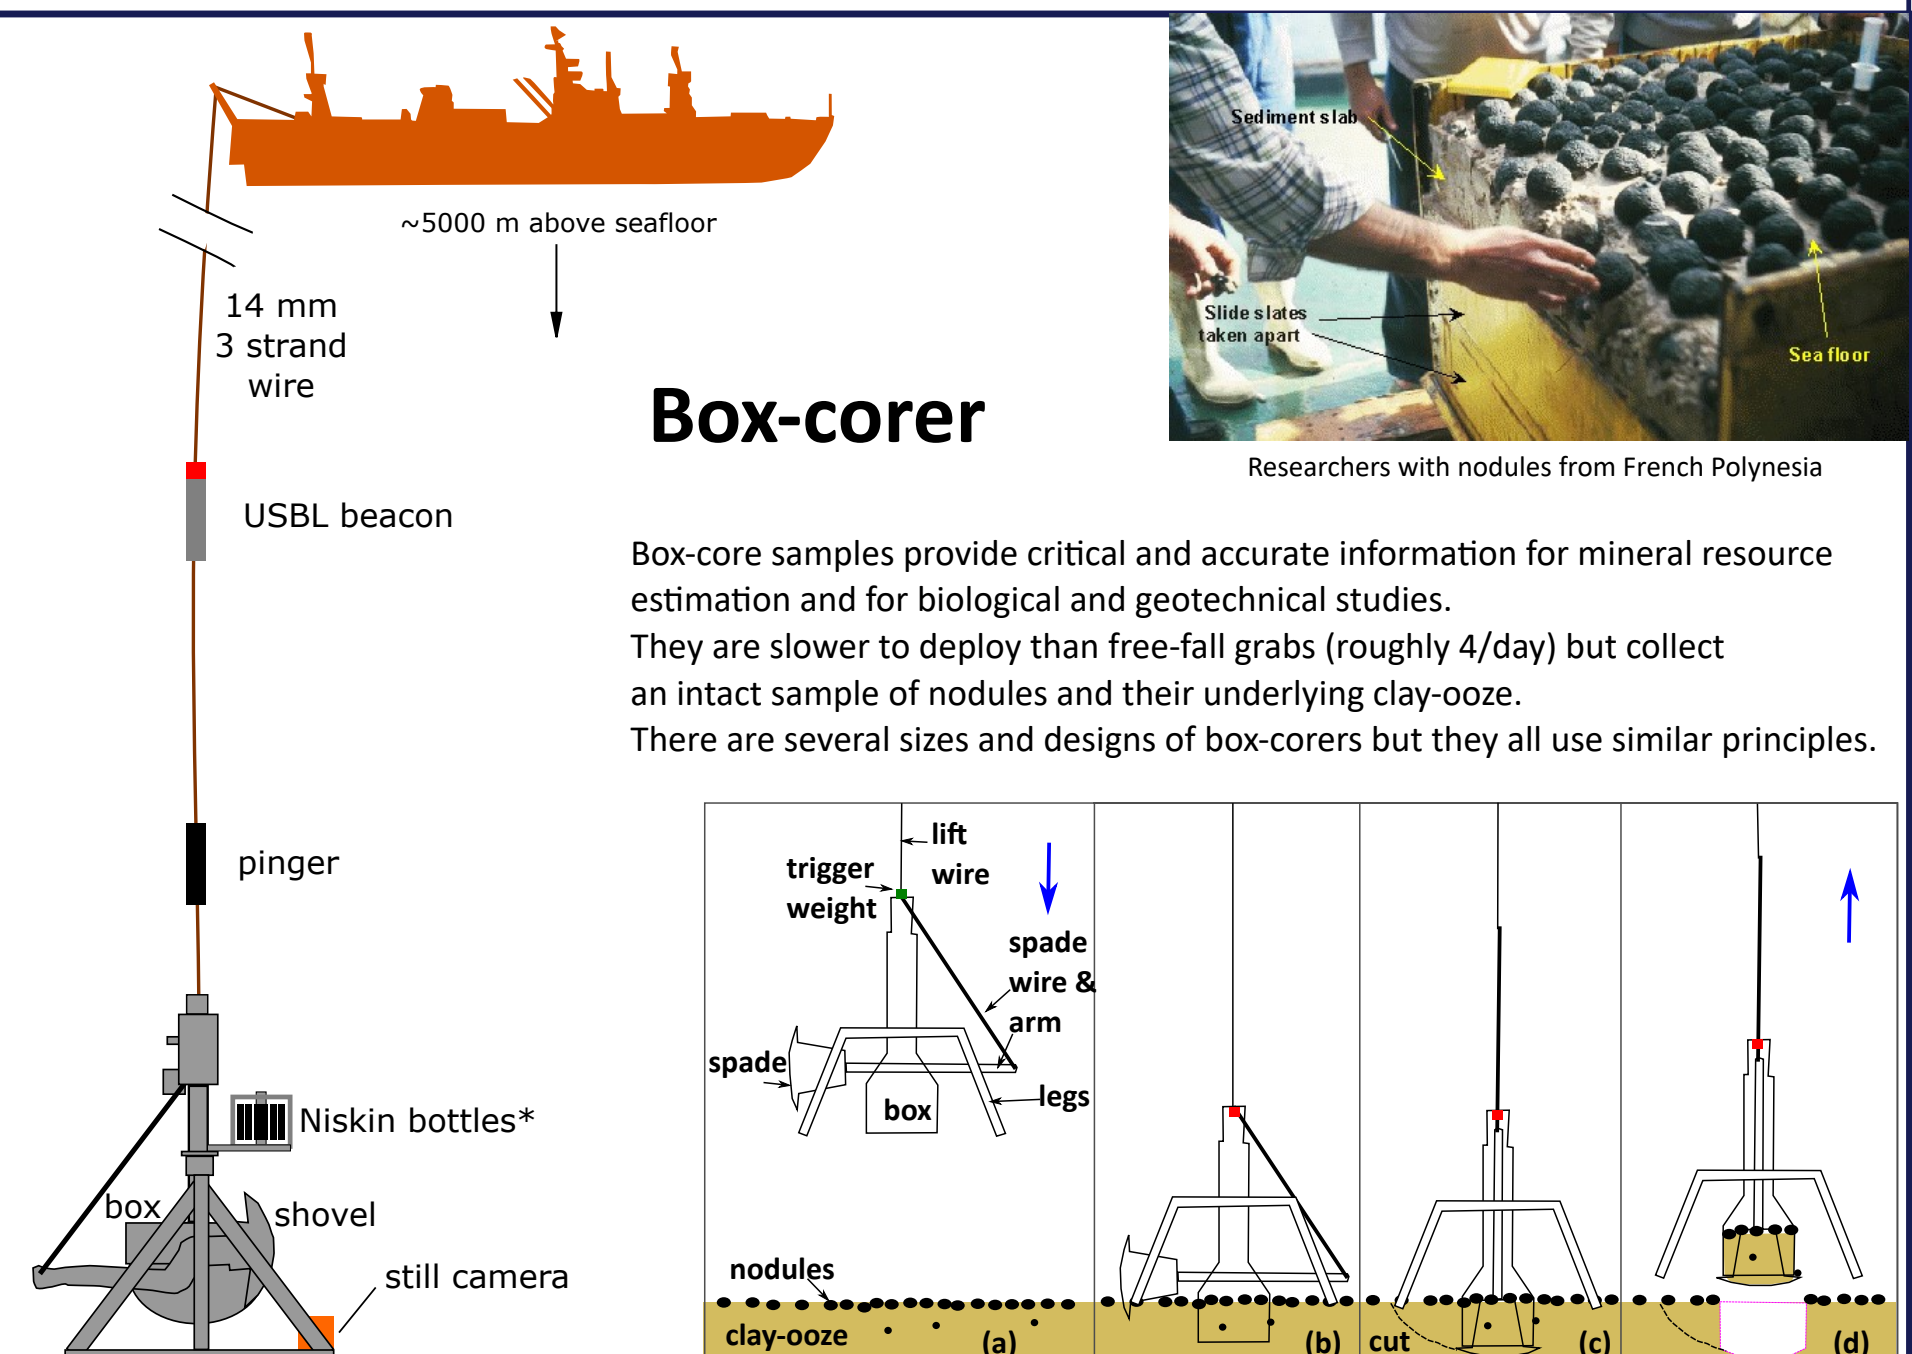 ~5000 m above seafloor
14 mm
3 strand
wire
USBL beacon
pinger
Niskin bottles*
box
shovel
still camera
Box-corer
Sediment slab
Slide slates
taken apart
Sea floor
Researchers with nodules from French Polynesia
Box-core samples provide critical and accurate information for mineral resource
estimation and for biological and geotechnical studies.
They are slower to deploy than free-fall grabs (roughly 4/day) but collect
an intact sample of nodules and their underlying clay-ooze.
There are several sizes and designs of box-corers but they all use similar principles.
lift
wire
trigger
weight
spade
wire &
arm
spade
box
legs
nodules
clay-ooze
(a)
(b)
cut
(c)
(d)